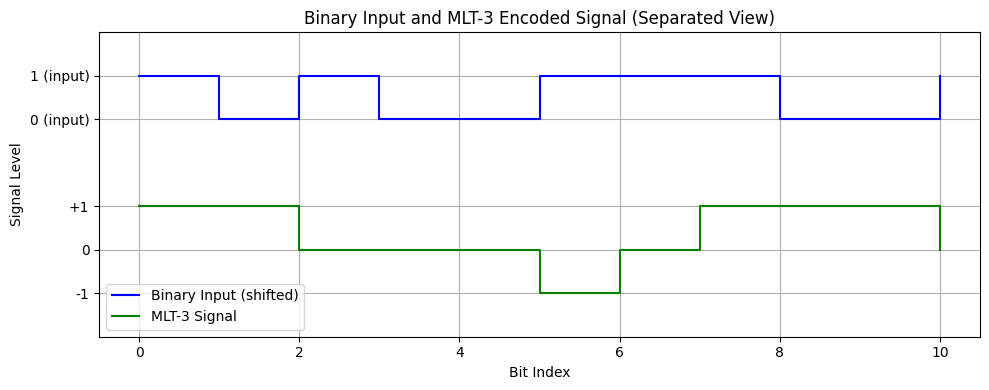 Binary Input and MLT-3 Encoded Signal (Separated View)
Signal Level
1 (input)
0 (input)
+1
0
-1
Binary Input (shifted)
MLT-3 Signal
0 2 4 6 8 10
Bit Index